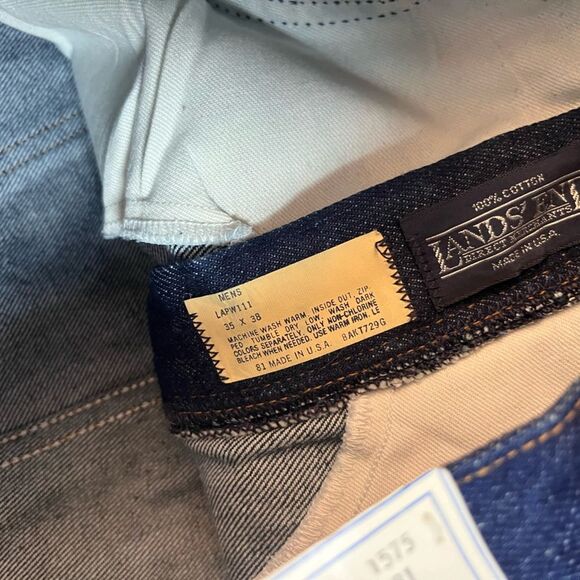 MENS
LAPW111
35 X 38
MACHINE WASH WARM, INSIDE OUT, ZIP
PED. TUMBLE DRY LOW, WASH DARK
COLORS SEPARATELY. ONLY NON-CHLORINE
BLEACH WHEN NEEDED. USE WARM IRON. LE
81 MADE IN U.S.A. 8AKT729G
100% COTTON
LANDS' EN
DIRECT MERCHANTS
MADE IN U.S.A.
1575